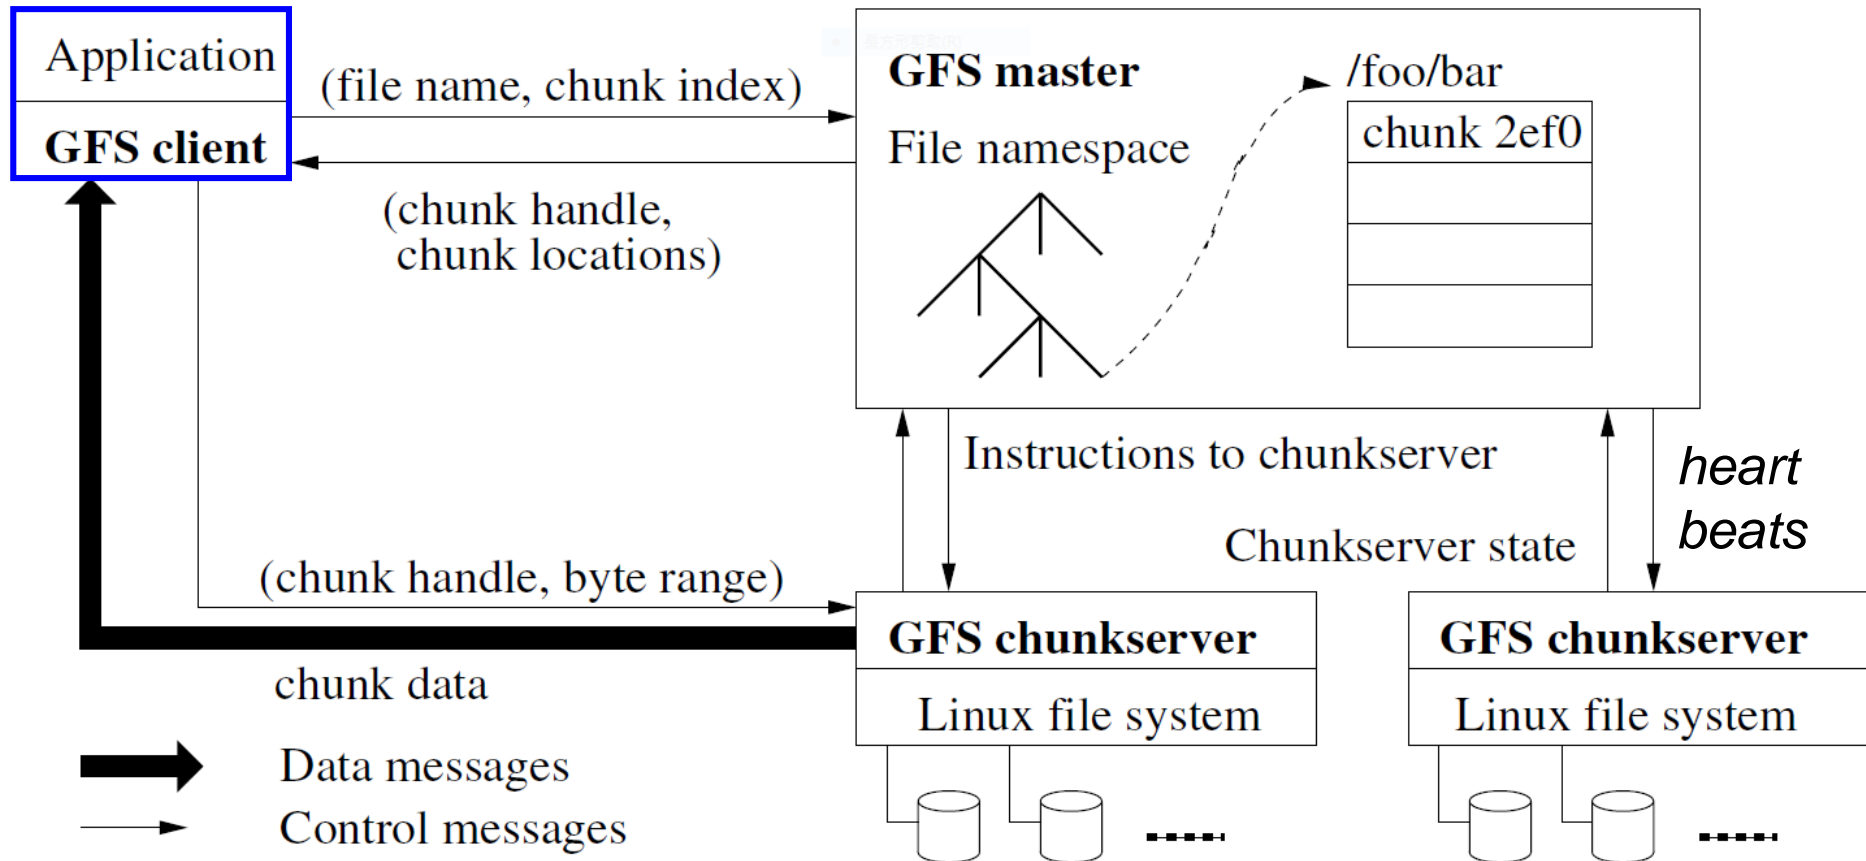 Application
GFS client
(file name, chunk index)
(chunk handle,
chunk locations)
GFS master
File namespace
/foo/bar
chunk 2ef0
Instructions to chunkserver
heart
beats
Chunkserver state
(chunk handle, byte range)
GFS chunkserver
Linux file system
GFS chunkserver
Linux file system
chunk data
Data messages
Control messages